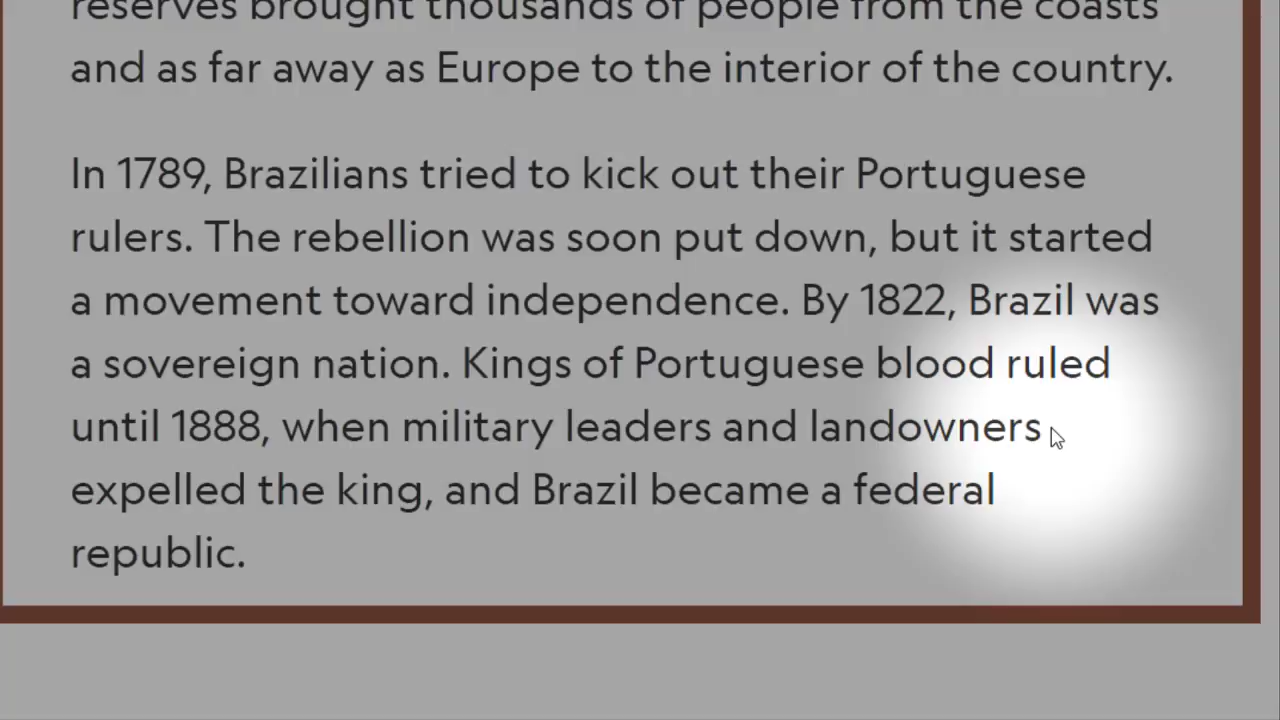 reserves brought thousands of people from the coasts
and as far away as Europe to the interior of the country.
In 1789, Brazilians tried to kick out their Portuguese
rulers. The rebellion was soon put down, but it started
a movement toward independence. By 1822, Brazil was
a sovereign nation. Kings of Portuguese blood ruled
until 1888, when military leaders and landowners
expelled the king, and Brazil became a federal
republic.